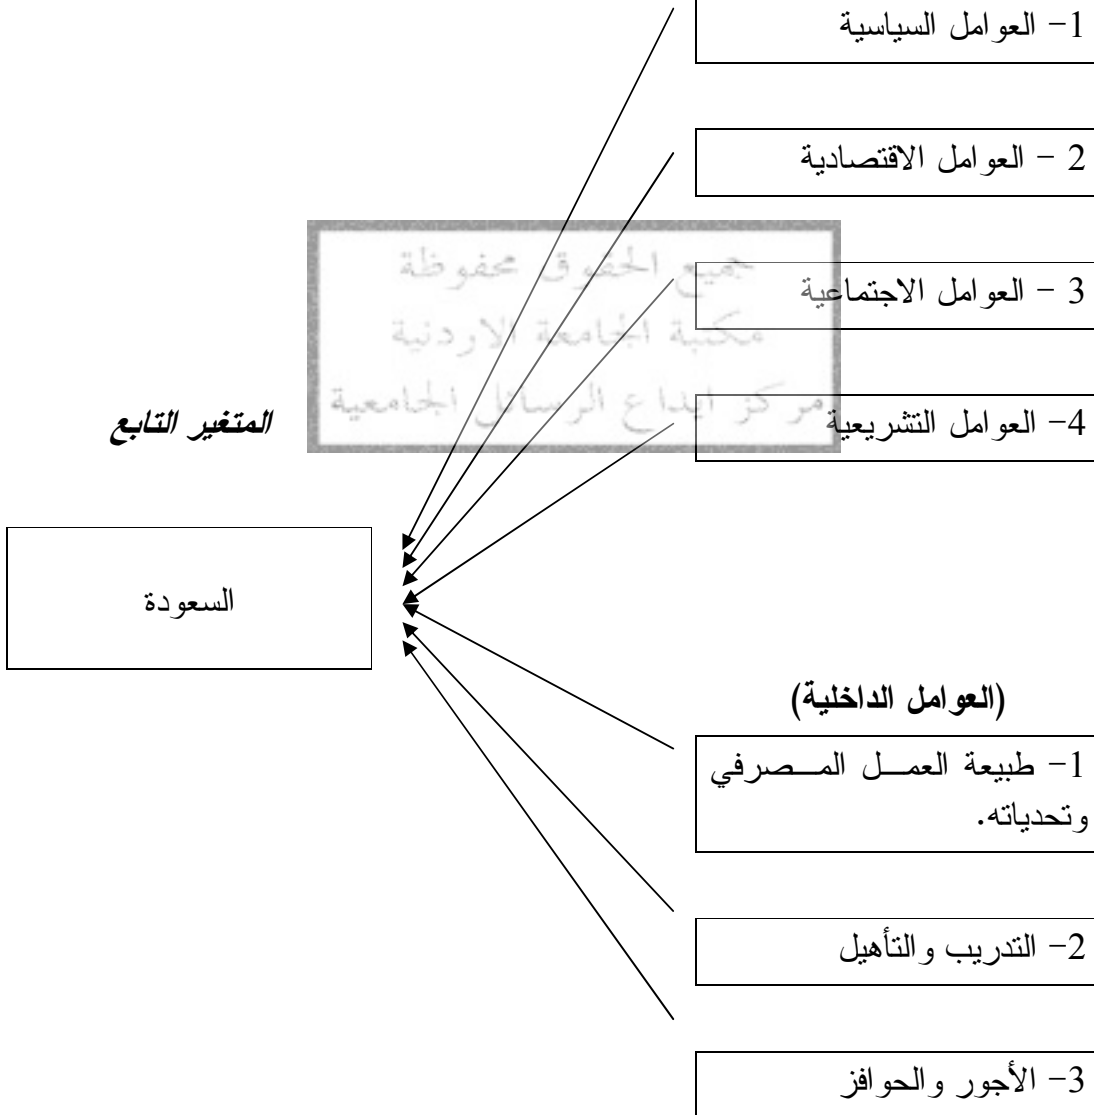 1- العوامل السياسية
2 - العوامل الاقتصادية
3 - العوامل الاجتماعية
4- العوامل التشريعية
جميع الحقوق محفوظة
مكتبة الجامعة الاردنية
مركز ايداع الرسائل الجامعية
المتغير التابع
السعودة
(العوامل الداخلية)
1- طبيعة العمل المصرفي
وتحدياته.
2- التدريب والتأهيل
3- الأجور والحوافز